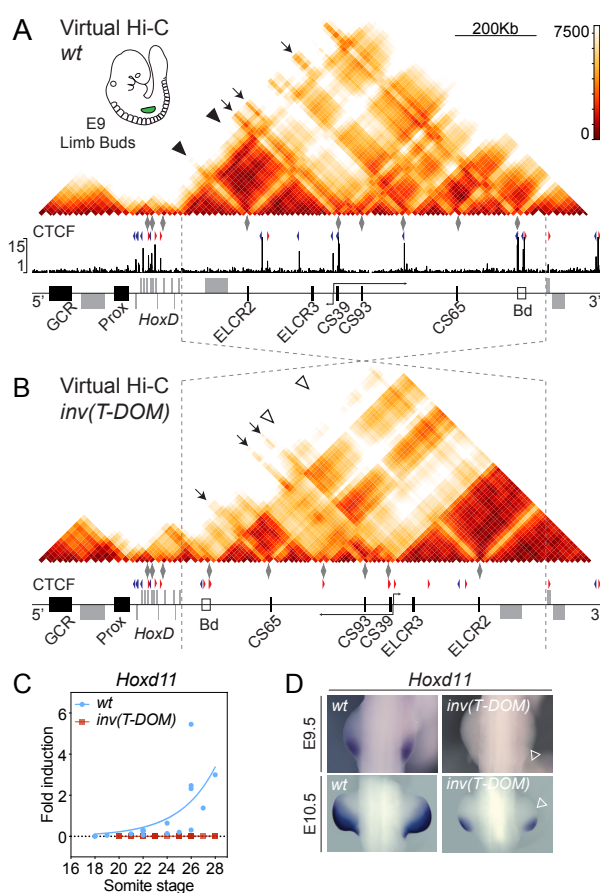 A Virtual Hi-C
wt
E9
Limb Buds
200Kb
7500
0
CTCF
15
1
5' GCR Prox HoxD ELCR2 ELCR3 CS39 CS93 CS65 Bd 3'
B Virtual Hi-C
inv(T-DOM)
CTCF
5' GCR Prox HoxD Bd CS65 CS93 CS39 ELCR3 ELCR2 3'
C Hoxd11
wt
inv(T-DOM)
Fold induction
6
4
2
0
16 18 20 22 24 26 28
Somite stage
D Hoxd11
E9.5
wt inv(T-DOM)
E10.5
wt inv(T-DOM)